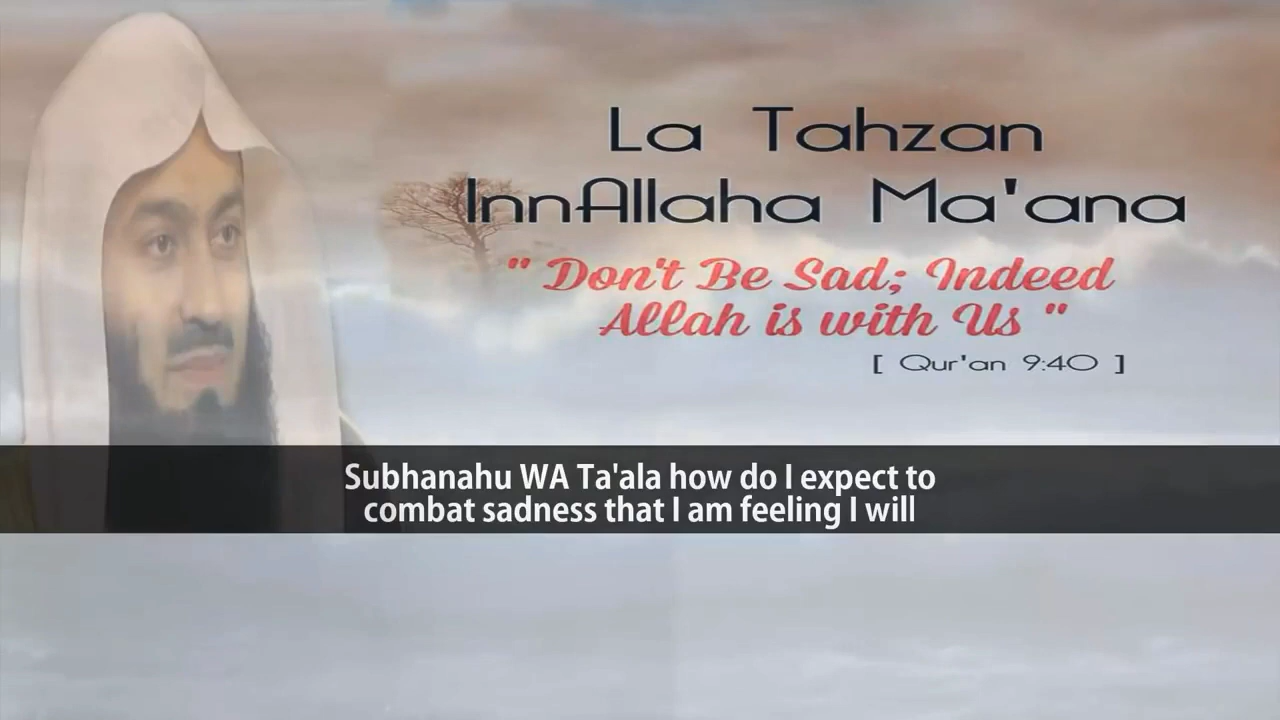 La Tahzan
InnAllaha Ma'ana
" Don't Be Sad; Indeed
Allah is with Us "
[ Qur'an 9:40 ]
Subhanahu WA Ta'ala how do I expect to
combat sadness that I am feeling I will